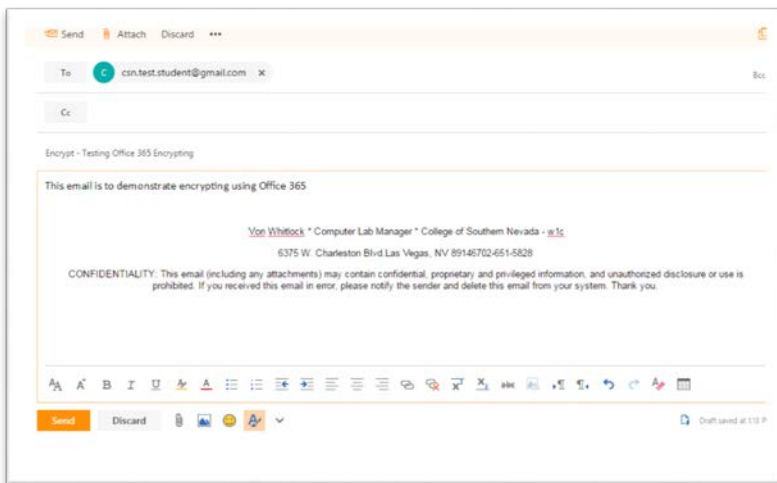 Send Attach Discard •••
To C csn.test.student@gmail.com x
Bcc
Cc
Encrypt - Testing Office 365 Encrypting
This email is to demonstrate encrypting using Office 365
Von Whitlock * Computer Lab Manager * College of Southern Nevada - w1c
6375 W. Charleston Blvd.Las Vegas, NV 89146702-651-5828
CONFIDENTIALITY: This email (including any attachments) may contain confidential, proprietary and privileged information, and unauthorized disclosure or use is
prohibited. If you received this email in error, please notify the sender and delete this email from your system. Thank you.
Send Discard
Draft saved at 1:13 P